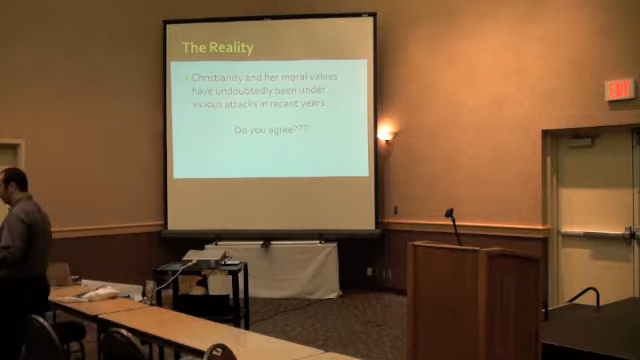 The Reality
Christianity and her moral values
have undoubtedly been under
vicious attacks in recent years.
Do you agree???
EXIT